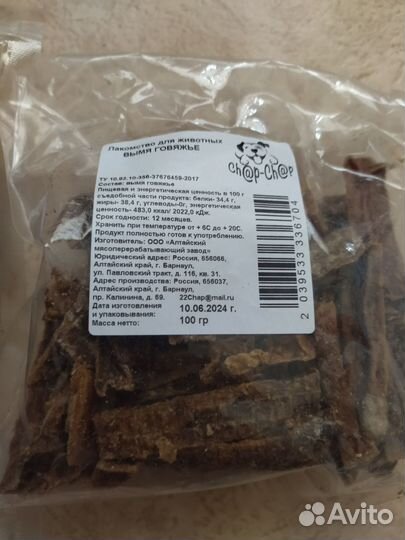 Лакомство для животных
ВЫМЯ ГОВЯЖЬЕ
Ch@p-Ch@p
ТУ 10.92.10-356-37676459-2017
Состав: вымя говяжье
Пищевая и энергетическая ценность в 100 г
съедобной части продукта: белки- 34,4 г,
жиры- 38,4 г, углеводы-0г, энергетическая
ценность- 483,0 ккал/ 2022,0 кДж.
Срок годности: 12 месяцев.
Хранить при температуре от + 6С до + 20С.
Продукт полностью готов к употреблению.
Изготовитель: ООО «Алтайский
мясоперерабатывающий завод»
Юридический адрес: Россия, 656066,
Алтайский край, г. Барнаул,
ул. Павловский тракт, д. 116, кв. 31.
Адрес производства: Россия, 656037,
Алтайский край, г. Барнаул,
пр. Калинина, д. 69. 22Chap@mail.ru
Дата изготовления
и упаковывания: 10.06.2024 г.
Масса нетто: 100 гр
2 039533 336704
Avito